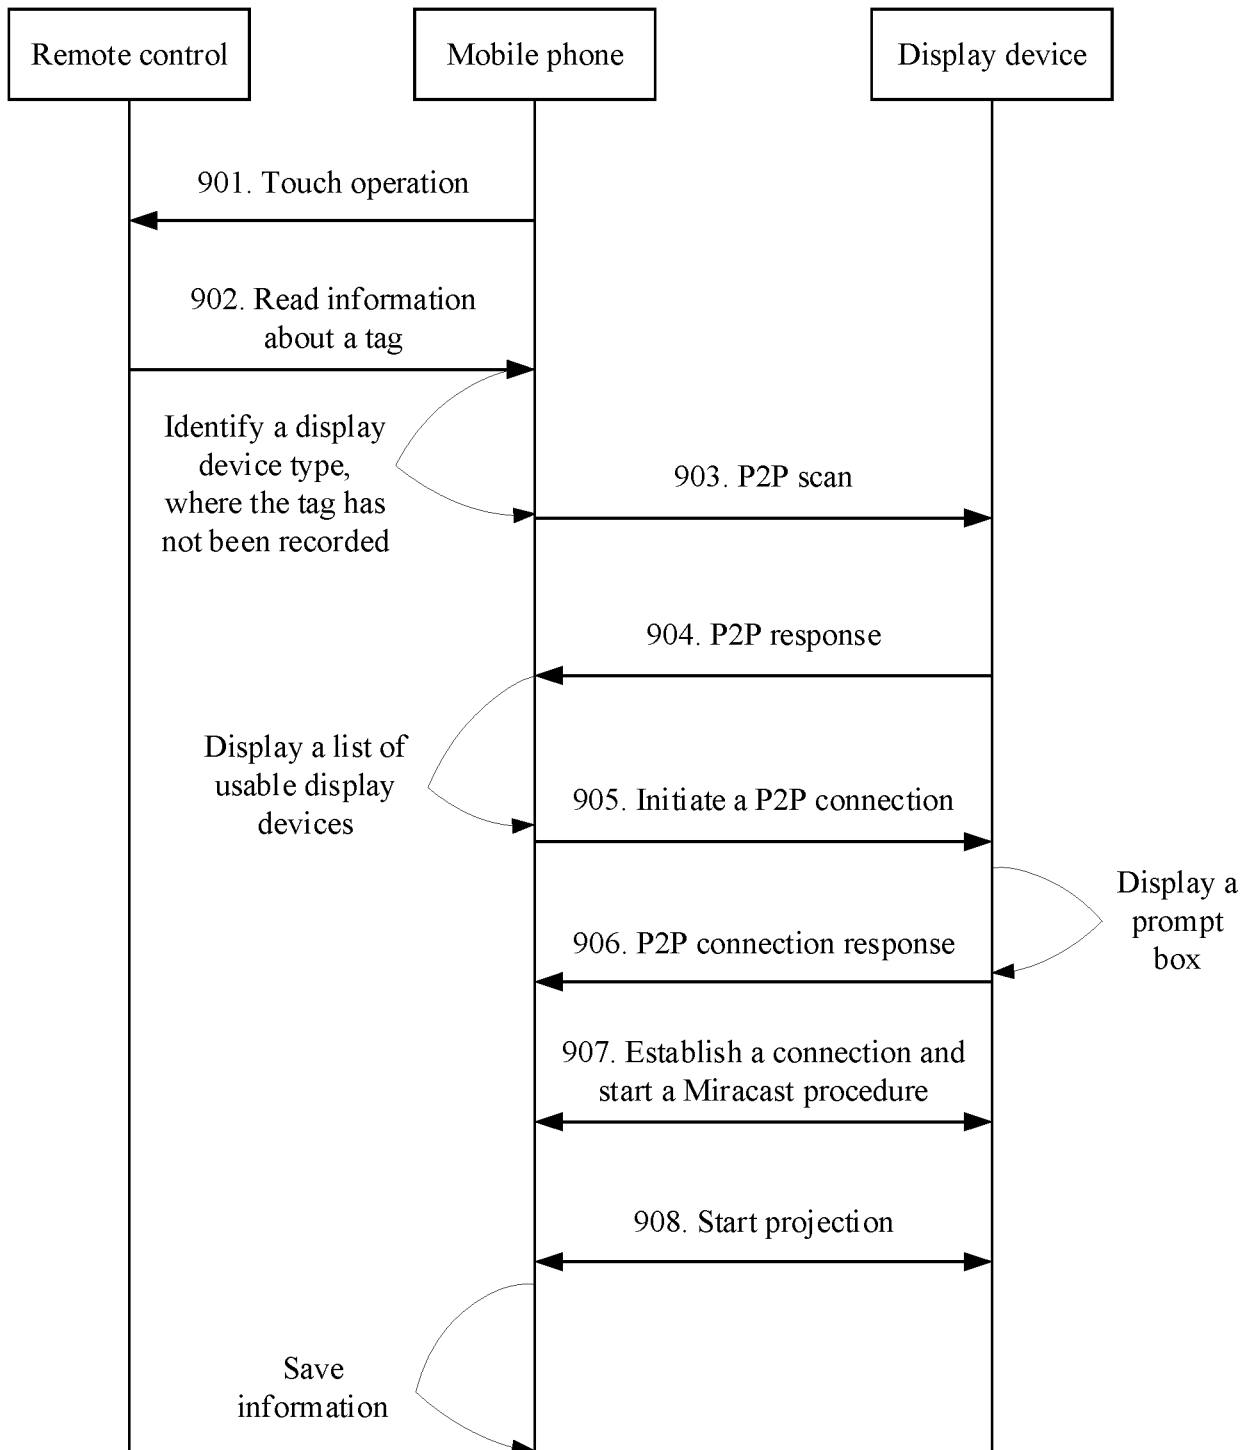 Remote control
Mobile phone
Display device
901. Touch operation
902. Read information
about a tag
Identify a display
device type,
where the tag has
not been recorded
903. P2P scan
904. P2P response
Display a list of
usable display
devices
905. Initiate a P2P connection
Display a
prompt
box
906. P2P connection response
907. Establish a connection and
start a Miracast procedure
908. Start projection
Save
information